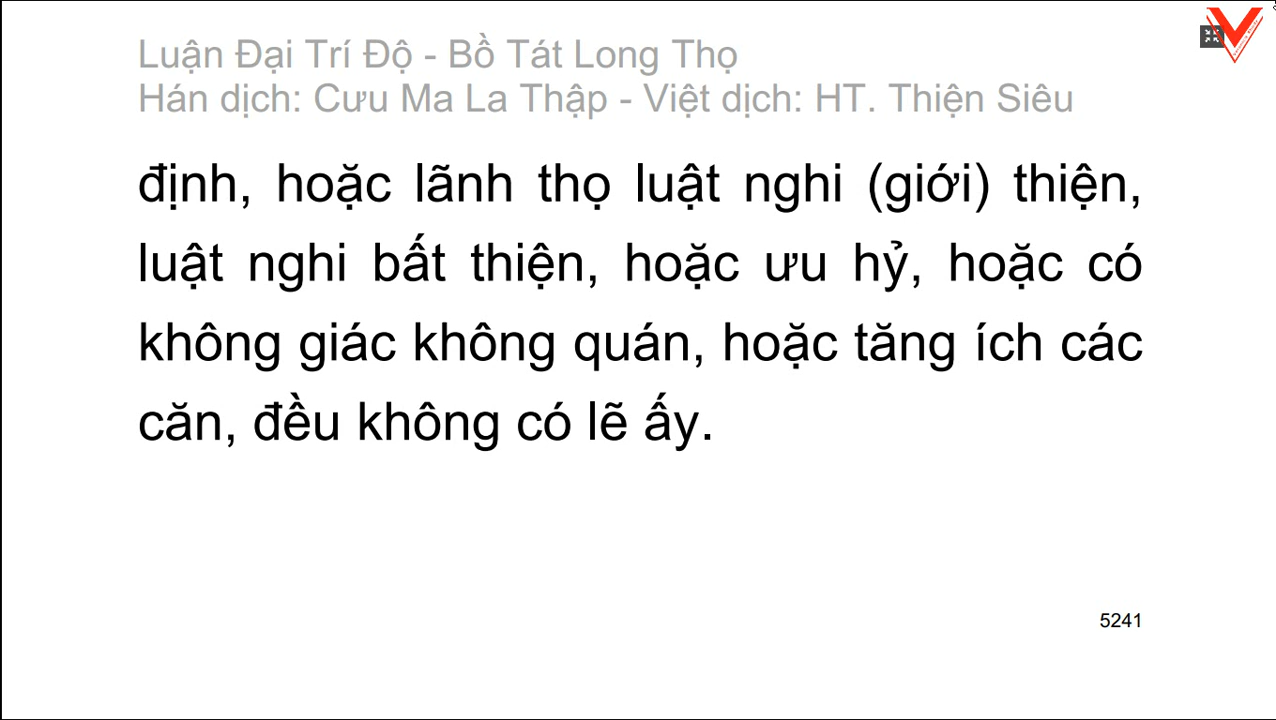 Luận Đại Trí Độ - Bồ Tát Long Thọ
Hán dịch: Cưu Ma La Thập - Việt dịch: HT. Thiện Siêu
định, hoặc lãnh thọ luật nghi (giới) thiện,
luật nghi bất thiện, hoặc ưu hỷ, hoặc có
không giác không quán, hoặc tăng ích các
căn, đều không có lẽ ấy.
5241